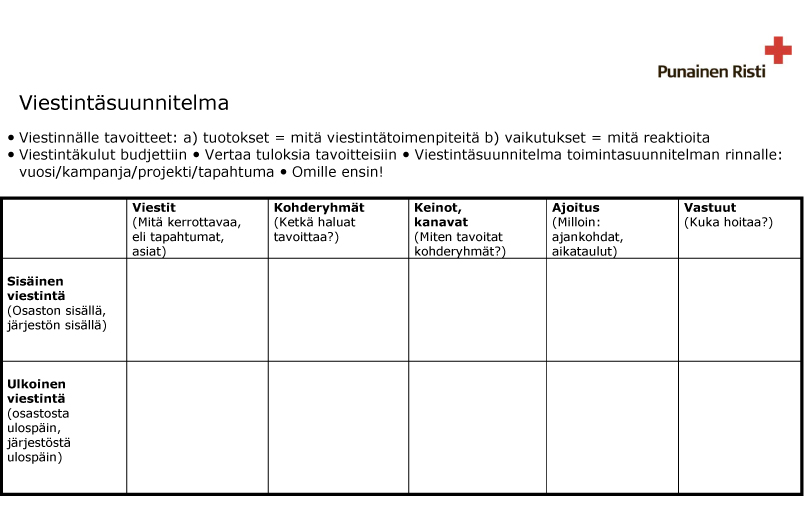 Punainen Risti
Viestintäsuunnitelma
• Viestinnälle tavoitteet: a) tuotokset = mitä viestintätoimenpiteitä b) vaikutukset = mitä reaktioita
• Viestintäkulut budjettiin • Vertaa tuloksia tavoitteisiin • Viestintäsuunnitelma toimintasuunnitelman rinnalle:
vuosi/kampanja/projekti/tapahtuma • Omille ensin!
Viestit
(Mitä kerrottavaa,
eli tapahtumat,
asiat)
Kohderyhmät
(Ketkä haluat
tavoittaa?)
Keinot,
kanavat
(Miten tavoitat
kohderyhmät?)
Ajoitus
(Milloin:
ajankohdat,
aikataulut)
Vastuut
(Kuka hoitaa?)
Sisäinen
viestintä
(Osaston sisällä,
järjestön sisällä)
Ulkoinen
viestintä
(osastosta
ulospäin,
järjestöstä
ulospäin)